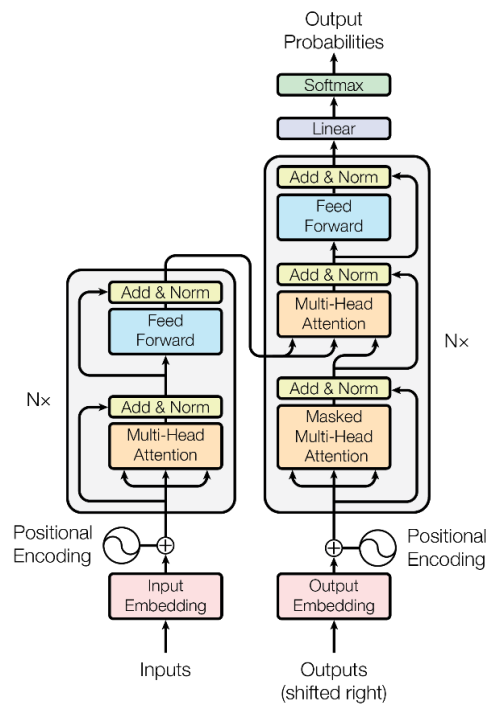 Output
Probabilities
Softmax
Linear
Add & Norm
Feed
Forward
Add & Norm
Multi-Head
Attention
N×
Add & Norm
Masked
Multi-Head
Attention
Positional
Encoding
Output
Embedding
Outputs
(shifted right)
Add & Norm
Feed
Forward
N×
Add & Norm
Multi-Head
Attention
Positional
Encoding
Input
Embedding
Inputs